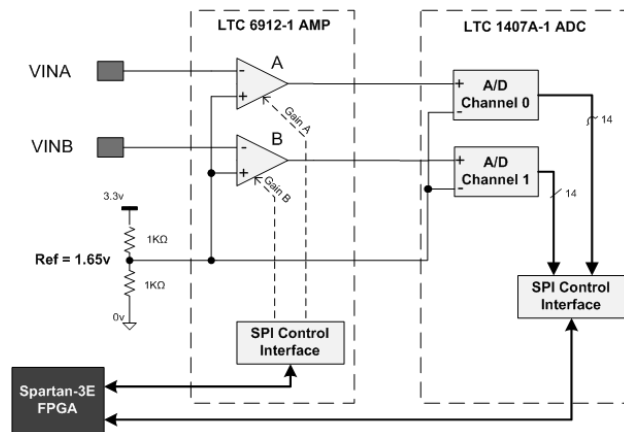 LTC 6912-1 AMP
LTC 1407A-1 ADC
VINA
-
+
A
Gain A
+
-
A/D
Channel 0
14
VINB
-
+
B
Gain B
+
-
A/D
Channel 1
14
3.3v
1KΩ
Ref = 1.65v
1KΩ
0v
SPI Control
Interface
SPI Control
Interface
Spartan-3E
FPGA